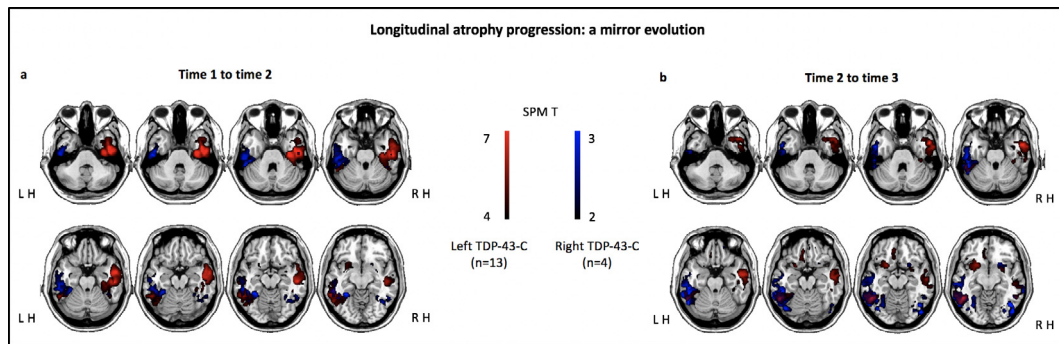 Longitudinal atrophy progression: a mirror evolution
a
Time 1 to time 2
L H
R H
L H
R H
SPM T
7
4
3
2
Left TDP-43-C
(n=13)
Right TDP-43-C
(n=4)
b
Time 2 to time 3
L H
R H
L H
R H